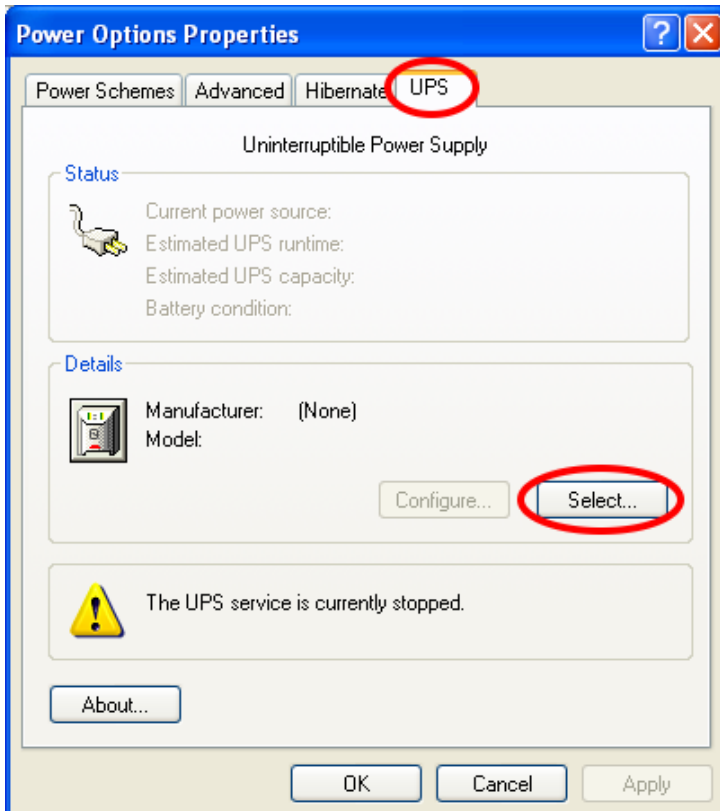 Power Options Properties
Power Schemes Advanced Hibernate UPS
Uninterruptible Power Supply
Status
Current power source:
Estimated UPS runtime:
Estimated UPS capacity:
Battery condition:
Details
Manufacturer: (None)
Model:
Configure... Select...
The UPS service is currently stopped.
About...
OK Cancel Apply